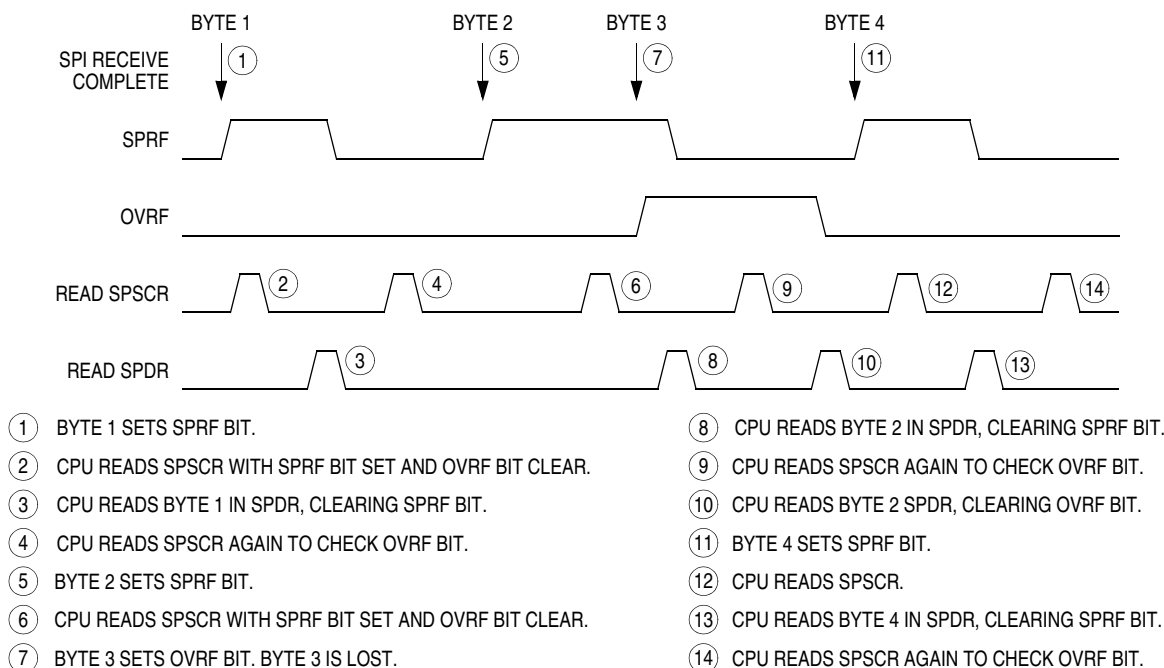 BYTE 1 BYTE 2 BYTE 3 BYTE 4
SPI RECEIVE
COMPLETE
1 5 7 11
SPRF
OVRF
READ SPSCR
2 4 6 9 12 14
READ SPDR
3 8 10 13
1 BYTE 1 SETS SPRF BIT.
2 CPU READS SPSCR WITH SPRF BIT SET AND OVRF BIT CLEAR.
3 CPU READS BYTE 1 IN SPDR, CLEARING SPRF BIT.
4 CPU READS SPSCR AGAIN TO CHECK OVRF BIT.
5 BYTE 2 SETS SPRF BIT.
6 CPU READS SPSCR WITH SPRF BIT SET AND OVRF BIT CLEAR.
7 BYTE 3 SETS OVRF BIT. BYTE 3 IS LOST.
8 CPU READS BYTE 2 IN SPDR, CLEARING SPRF BIT.
9 CPU READS SPSCR AGAIN TO CHECK OVRF BIT.
10 CPU READS BYTE 2 SPDR, CLEARING OVRF BIT.
11 BYTE 4 SETS SPRF BIT.
12 CPU READS SPSCR.
13 CPU READS BYTE 4 IN SPDR, CLEARING SPRF BIT.
14 CPU READS SPSCR AGAIN TO CHECK OVRF BIT.